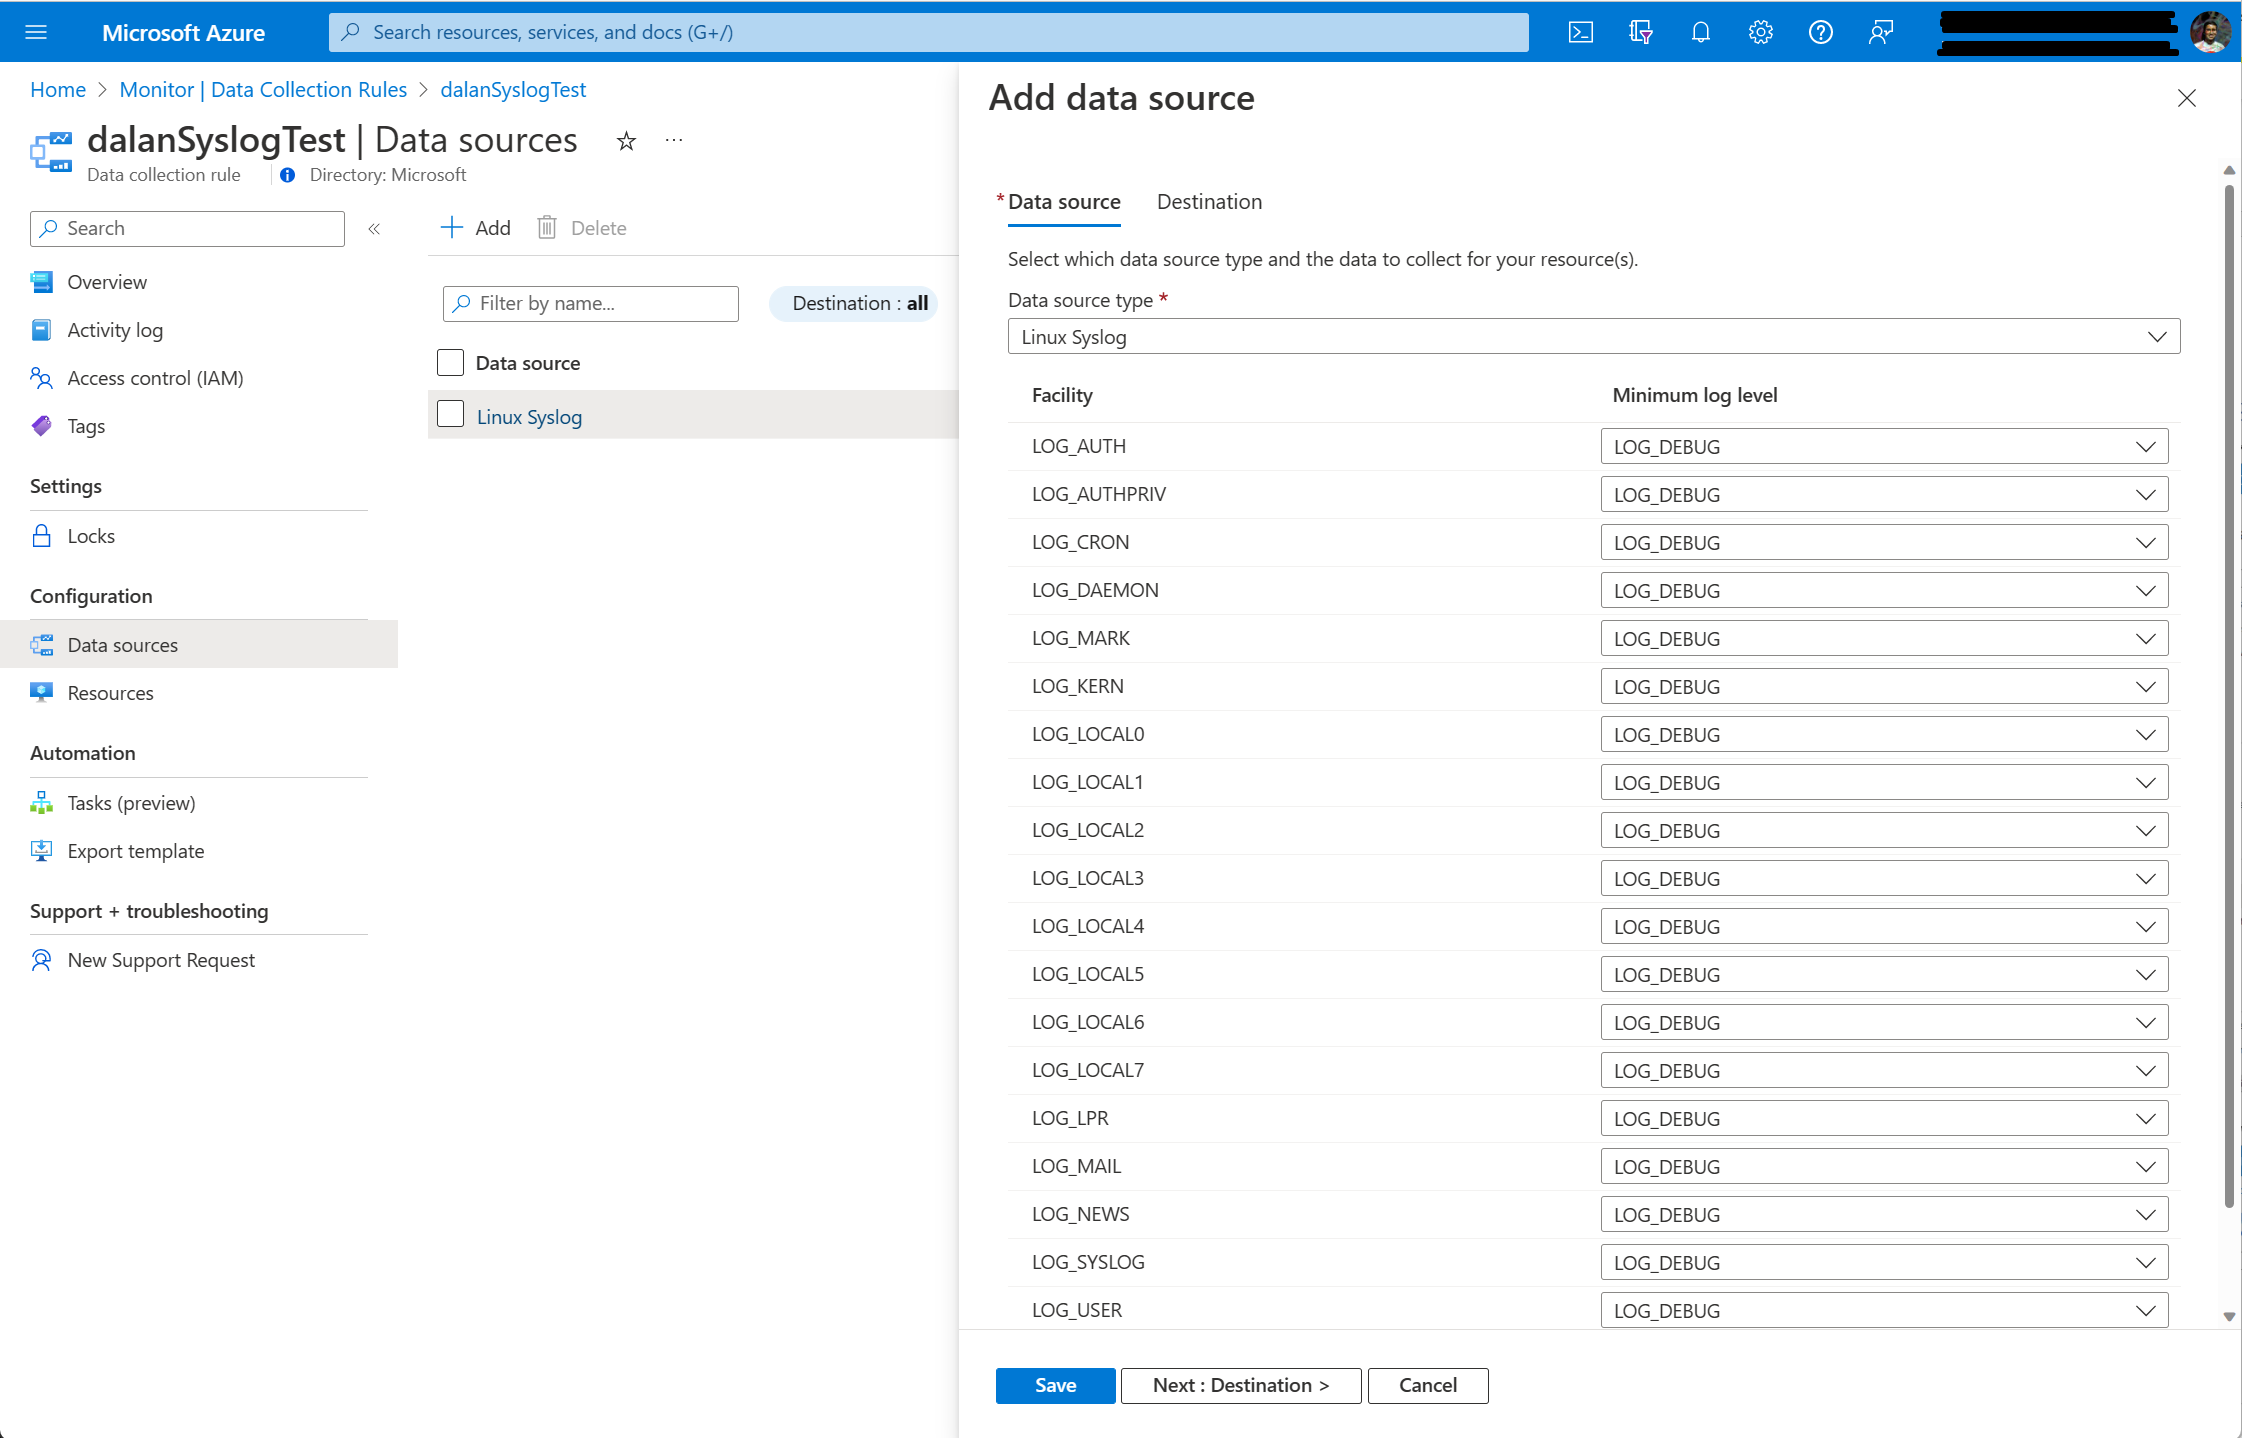 Microsoft Azure
Search resources, services, and docs (G+/)
Home > Monitor | Data Collection Rules > dalanSyslogTest
dalanSyslogTest | Data sources
Data collection rule
Directory: Microsoft
Search
Overview
Activity log
Access control (IAM)
Tags
Settings
Locks
Configuration
Data sources
Resources
Automation
Tasks (preview)
Export template
Support + troubleshooting
New Support Request
Add
Delete
Filter by name...
Destination : all
Data source
Linux Syslog
Add data source
* Data source
Destination
Select which data source type and the data to collect for your resource(s).
Data source type *
Linux Syslog
Facility Minimum log level
LOG_AUTH LOG_DEBUG
LOG_AUTHPRIV LOG_DEBUG
LOG_CRON LOG_DEBUG
LOG_DAEMON LOG_DEBUG
LOG_MARK LOG_DEBUG
LOG_KERN LOG_DEBUG
LOG_LOCAL0 LOG_DEBUG
LOG_LOCAL1 LOG_DEBUG
LOG_LOCAL2 LOG_DEBUG
LOG_LOCAL3 LOG_DEBUG
LOG_LOCAL4 LOG_DEBUG
LOG_LOCAL5 LOG_DEBUG
LOG_LOCAL6 LOG_DEBUG
LOG_LOCAL7 LOG_DEBUG
LOG_LPR LOG_DEBUG
LOG_MAIL LOG_DEBUG
LOG_NEWS LOG_DEBUG
LOG_SYSLOG LOG_DEBUG
LOG_USER LOG_DEBUG
Save
Next : Destination >
Cancel